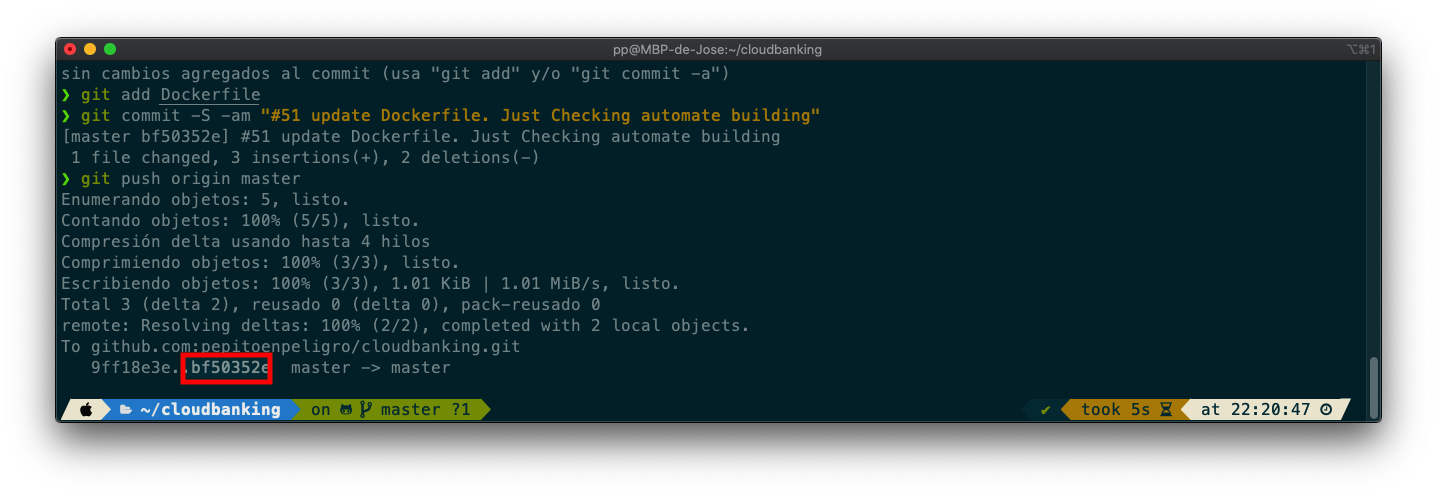 pp@MBP-de-Jose:~/cloudbanking
⌥⌘1
sin cambios agregados al commit (usa "git add" y/o "git commit -a")
❯ git add Dockerfile
❯ git commit -S -am "#51 update Dockerfile. Just Checking automate building"
[master bf50352e] #51 update Dockerfile. Just Checking automate building
1 file changed, 3 insertions(+), 2 deletions(-)
❯ git push origin master
Enumerando objetos: 5, listo.
Contando objetos: 100% (5/5), listo.
Compresión delta usando hasta 4 hilos
Comprimiendo objetos: 100% (3/3), listo.
Escribiendo objetos: 100% (3/3), 1.01 KiB | 1.01 MiB/s, listo.
Total 3 (delta 2), reusado 0 (delta 0), pack-reusado 0
remote: Resolving deltas: 100% (2/2), completed with 2 local objects.
To github.com:pepitoenpeligro/cloudbanking.git
9ff18e3e..bf50352e  master -> master
~/cloudbanking on master ?1 ✔ took 5s at 22:20:47